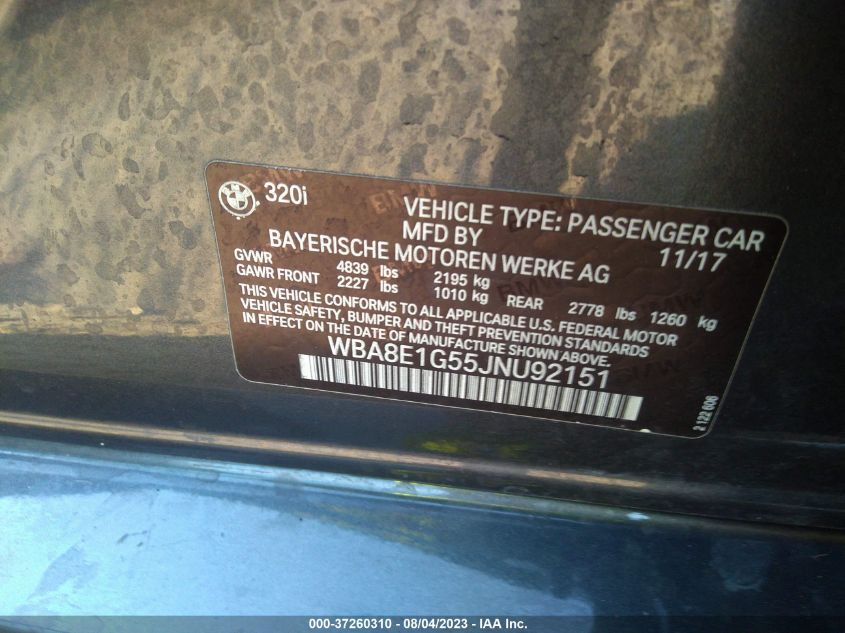 320i
VEHICLE TYPE: PASSENGER CAR
MFD BY 11/17
BAYERISCHE MOTOREN WERKE AG
GVWR 4839 lbs 2195 kg
GAWR FRONT 2227 lbs 1010 kg REAR 2778 lbs 1260 kg
THIS VEHICLE CONFORMS TO ALL APPLICABLE U.S. FEDERAL MOTOR
VEHICLE SAFETY, BUMPER AND THEFT PREVENTION STANDARDS
IN EFFECT ON THE DATE OF MANUFACTURE SHOWN ABOVE.
WBA8E1G55JNU92151
2 122 606
000-37260310 - 08/04/2023 - IAA Inc.